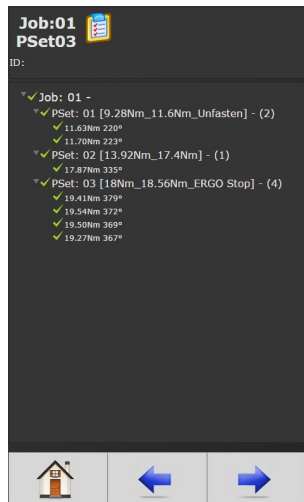 Job:01
PSet03
ID:
Job: 01 -
PSet: 01 [9.28Nm_11.6Nm_Unfasten] - (2)
11.63Nm 220°
11.70Nm 223°
PSet: 02 [13.92Nm_17.4Nm] - (1)
17.87Nm 335°
PSet: 03 [18Nm_18.56Nm_ERGO Stop] - (4)
19.41Nm 379°
19.54Nm 372°
19.50Nm 369°
19.27Nm 367°